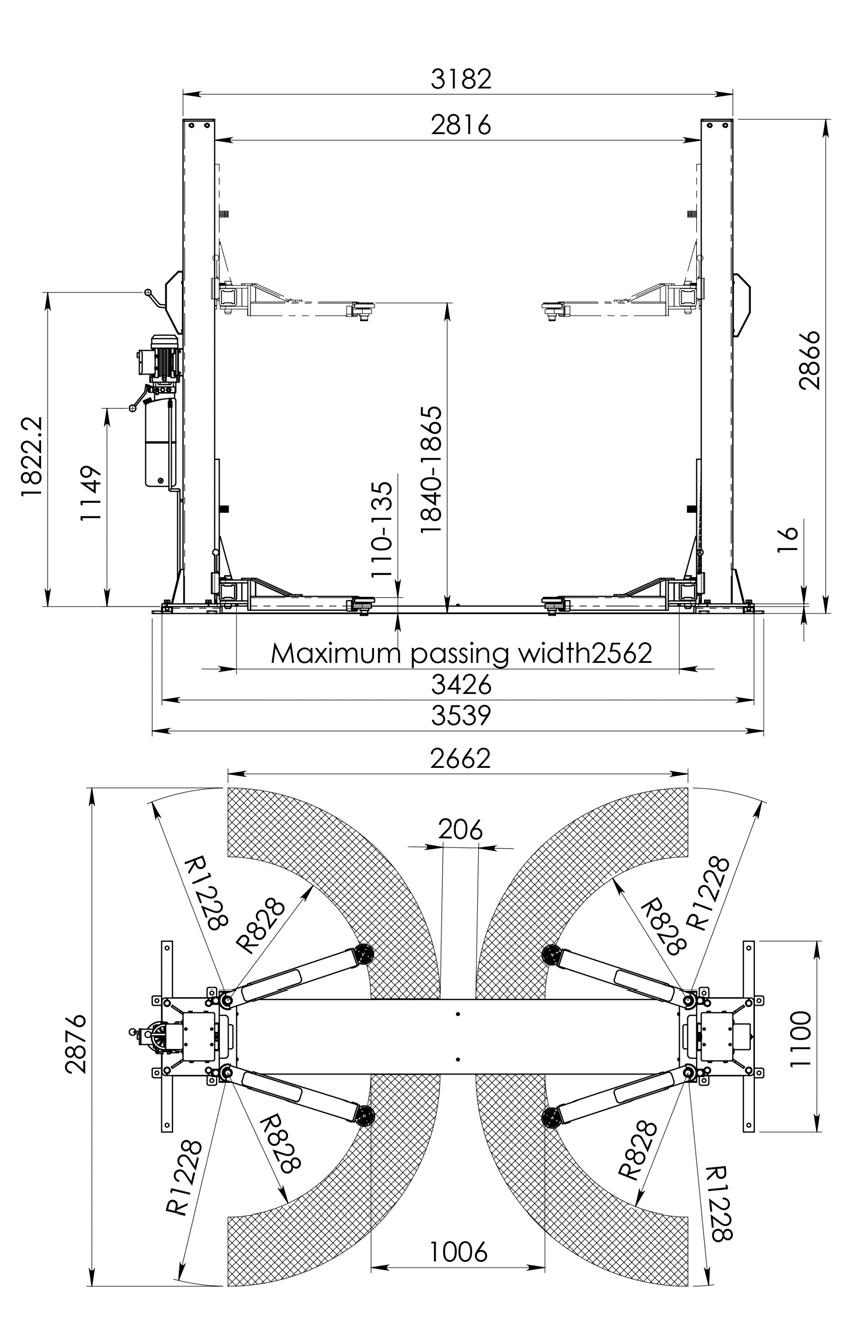 3182
2816
2866
1822.2
1149
110-135
1840-1865
16
Maximum passing width2562
3426
3539
2662
206
R1228
R828
R828
R1228
2876
1100
R1228
R828
R828
R1228
1006